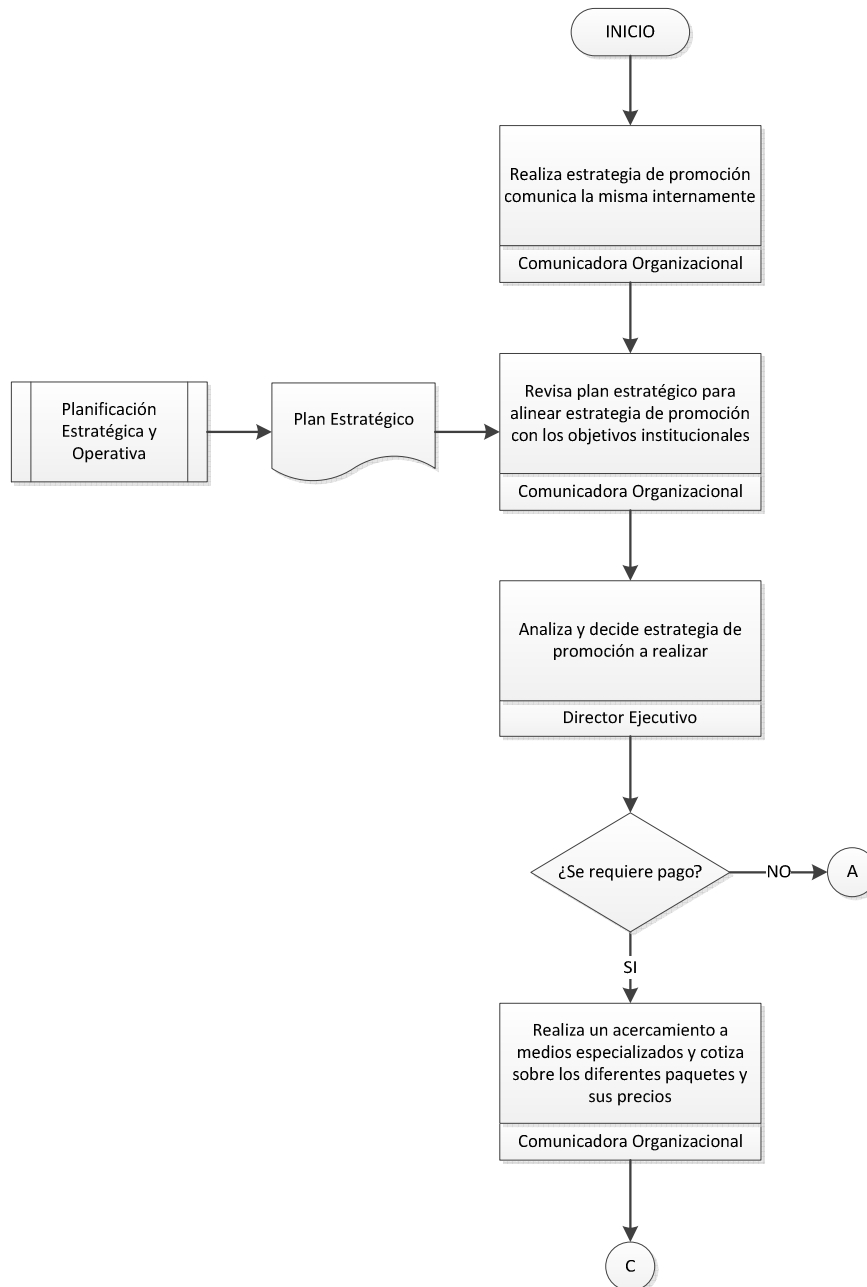 INICIO
Realiza estrategia de promoción
comunica la misma internamente
Comunicadora Organizacional
Planificación
Estratégica y
Operativa
Plan Estratégico
Revisa plan estratégico para
alinear estrategia de promoción
con los objetivos institucionales
Comunicadora Organizacional
Analiza y decide estrategia de
promoción a realizar
Director Ejecutivo
¿Se requiere pago?
NO
A
SI
Realiza un acercamiento a
medios especializados y cotiza
sobre los diferentes paquetes y
sus precios
Comunicadora Organizacional
C